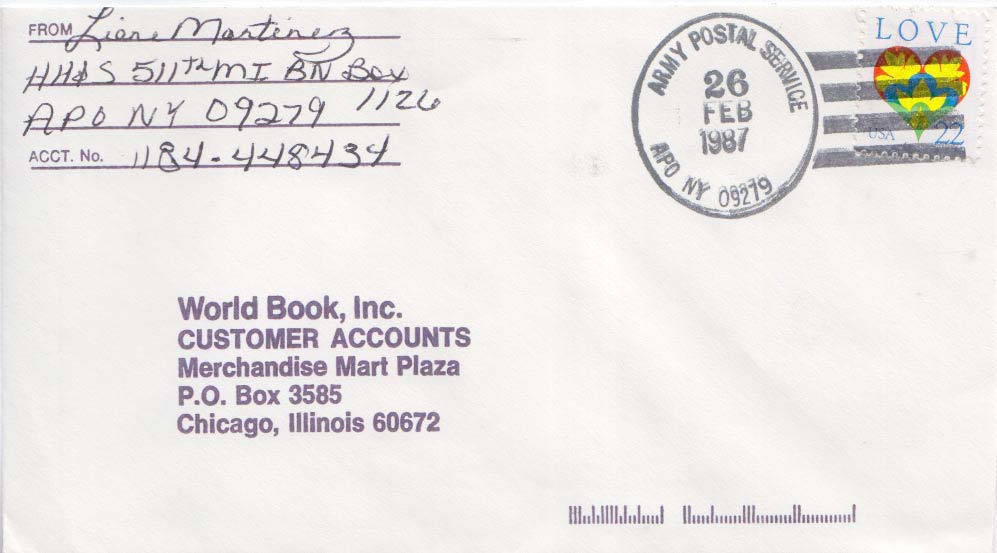 FROM Liane Martinez
HH&S 511th MI BN Box
APO NY 09279 1126
ACCT. No. 1184-448434
ARMY POSTAL SERVICE
26
FEB
1987
APO NY 09279
LOVE
USA 22
World Book, Inc.
CUSTOMER ACCOUNTS
Merchandise Mart Plaza
P.O. Box 3585
Chicago, Illinois 60672